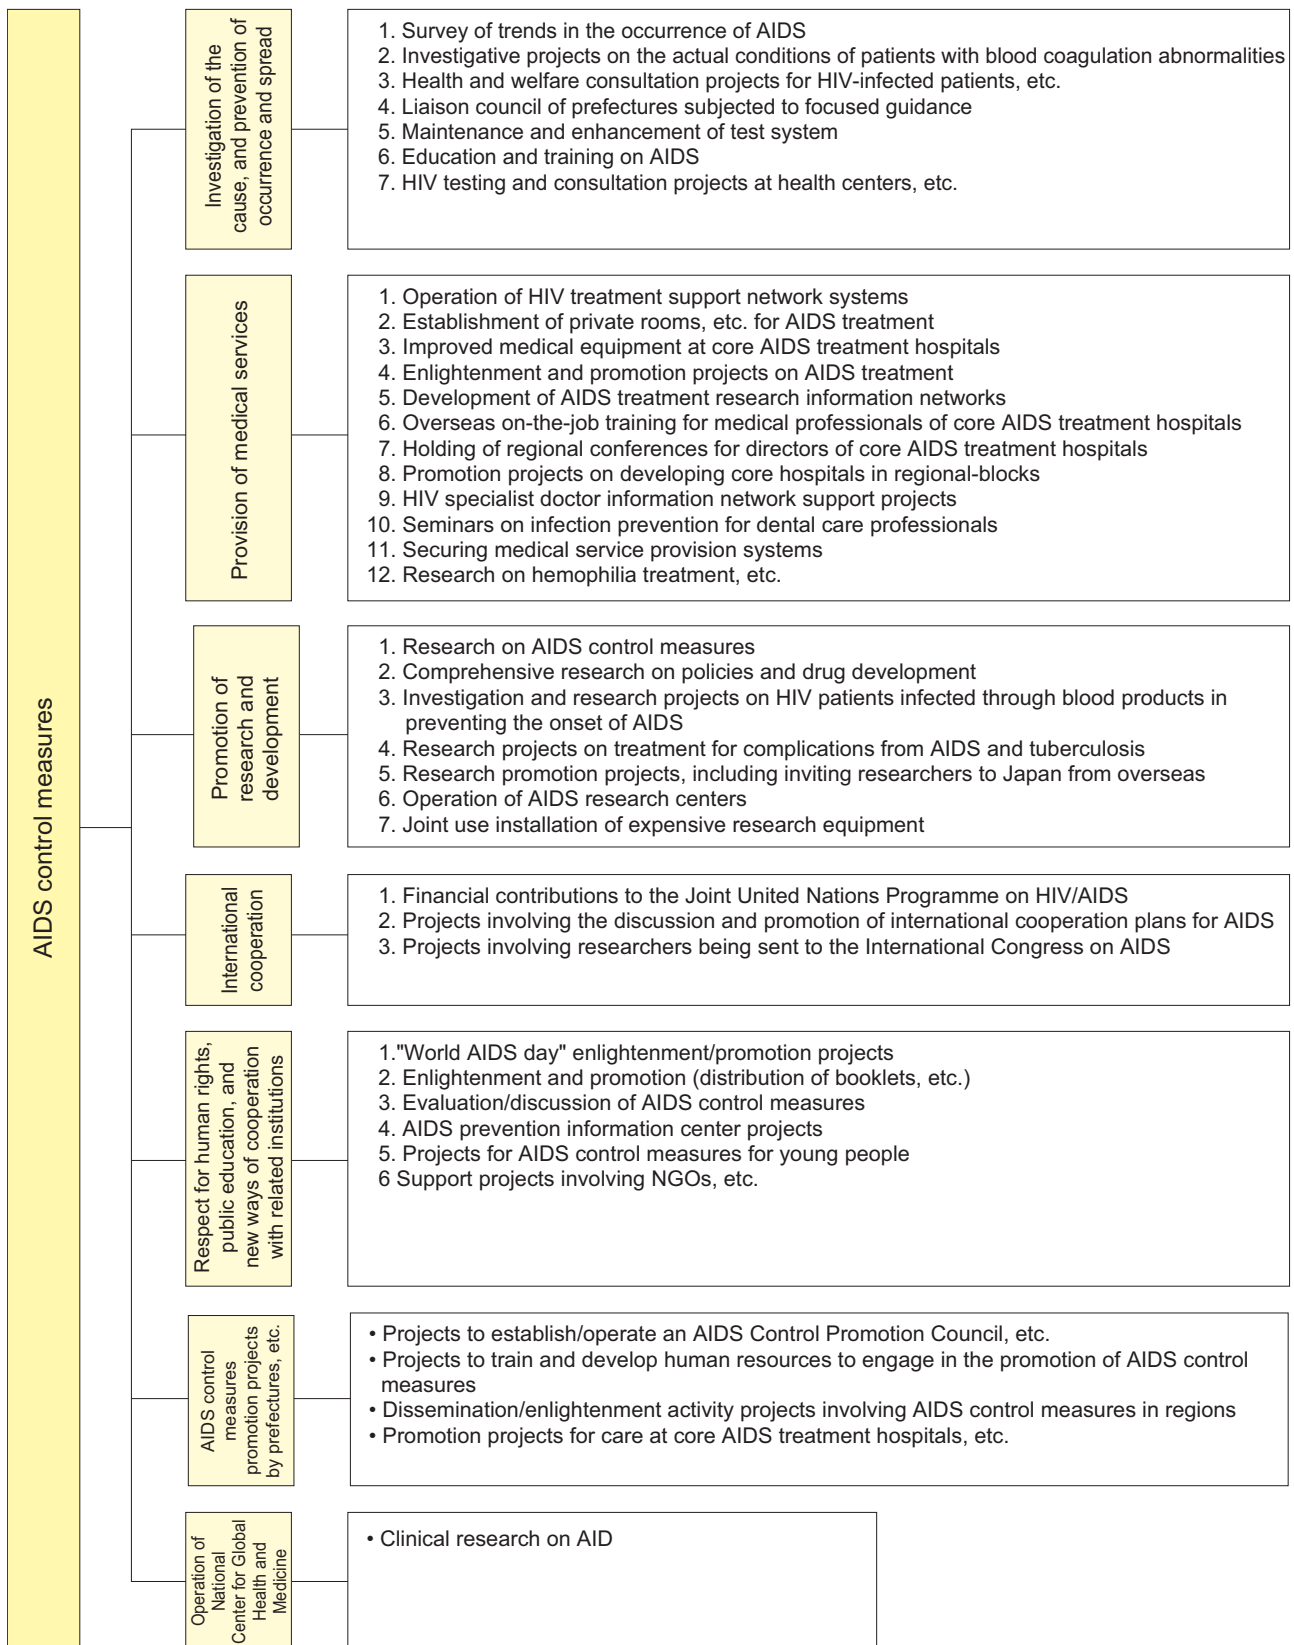 AIDS control measures
Investigation of the
cause, and prevention of
occurrence and spread
1. Survey of trends in the occurrence of AIDS
2. Investigative projects on the actual conditions of patients with blood coagulation abnormalities
3. Health and welfare consultation projects for HIV-infected patients, etc.
4. Liaison council of prefectures subjected to focused guidance
5. Maintenance and enhancement of test system
6. Education and training on AIDS
7. HIV testing and consultation projects at health centers, etc.
Provision of medical services
1. Operation of HIV treatment support network systems
2. Establishment of private rooms, etc. for AIDS treatment
3. Improved medical equipment at core AIDS treatment hospitals
4. Enlightenment and promotion projects on AIDS treatment
5. Development of AIDS treatment research information networks
6. Overseas on-the-job training for medical professionals of core AIDS treatment hospitals
7. Holding of regional conferences for directors of core AIDS treatment hospitals
8. Promotion projects on developing core hospitals in regional-blocks
9. HIV specialist doctor information network support projects
10. Seminars on infection prevention for dental care professionals
11. Securing medical service provision systems
12. Research on hemophilia treatment, etc.
Promotion of
research and
development
1. Research on AIDS control measures
2. Comprehensive research on policies and drug development
3. Investigation and research projects on HIV patients infected through blood products in
preventing the onset of AIDS
4. Research projects on treatment for complications from AIDS and tuberculosis
5. Research promotion projects, including inviting researchers to Japan from overseas
6. Operation of AIDS research centers
7. Joint use installation of expensive research equipment
International
cooperation
1. Financial contributions to the Joint United Nations Programme on HIV/AIDS
2. Projects involving the discussion and promotion of international cooperation plans for AIDS
3. Projects involving researchers being sent to the International Congress on AIDS
Respect for human rights,
public education, and
new ways of cooperation
with related institutions
1."World AIDS day" enlightenment/promotion projects
2. Enlightenment and promotion (distribution of booklets, etc.)
3. Evaluation/discussion of AIDS control measures
4. AIDS prevention information center projects
5. Projects for AIDS control measures for young people
6 Support projects involving NGOs, etc.
AIDS control
measures
promotion projects
by prefectures, etc.
• Projects to establish/operate an AIDS Control Promotion Council, etc.
• Projects to train and develop human resources to engage in the promotion of AIDS control
measures
• Dissemination/enlightenment activity projects involving AIDS control measures in regions
• Promotion projects for care at core AIDS treatment hospitals, etc.
Operation of
National
Center for Global
Health and
Medicine
• Clinical research on AID